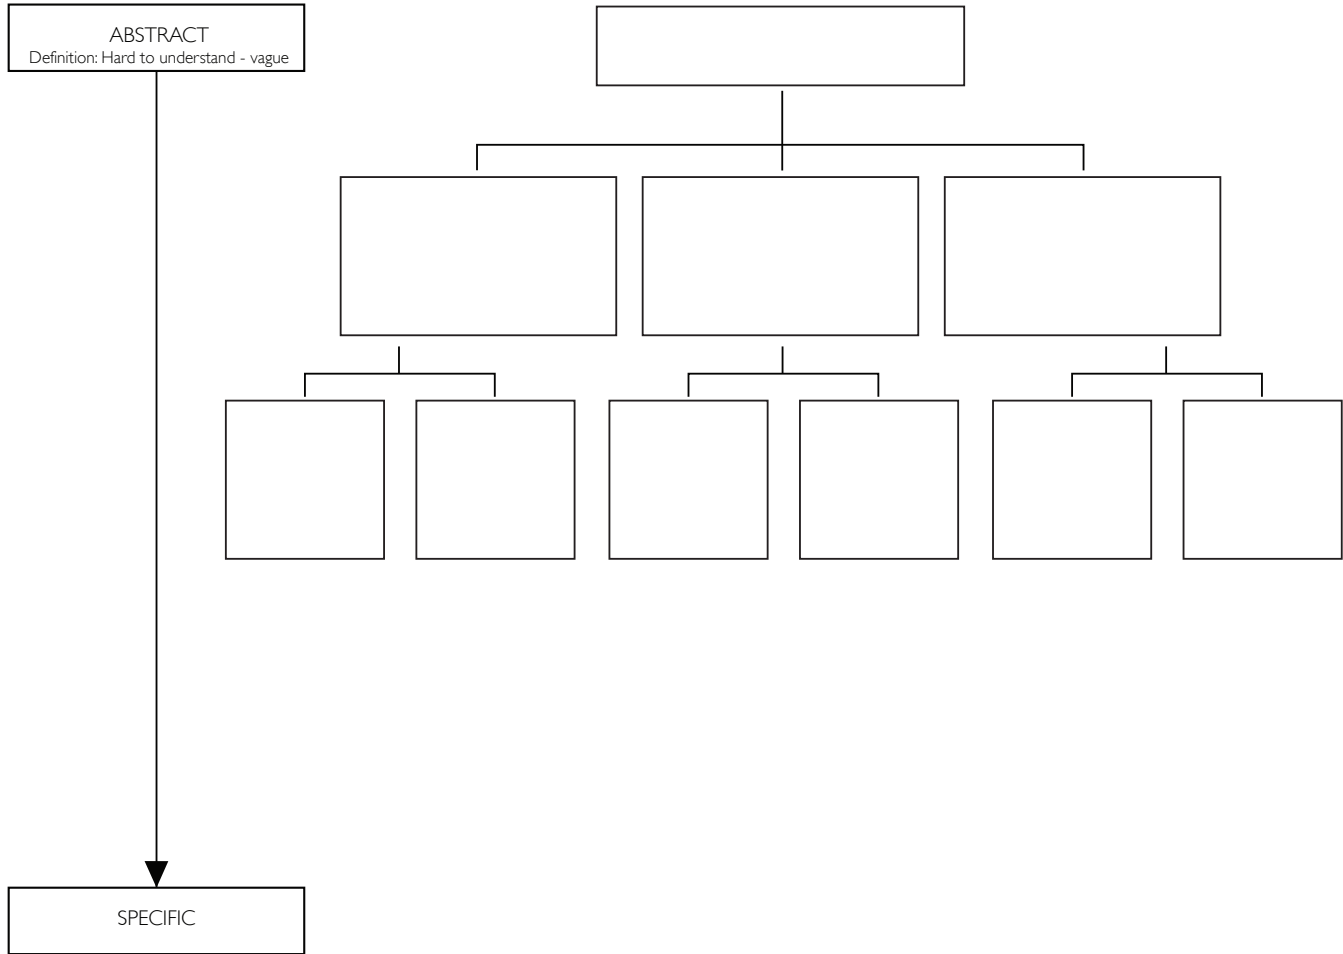 ABSTRACT
Definition: Hard to understand - vague
SPECIFIC